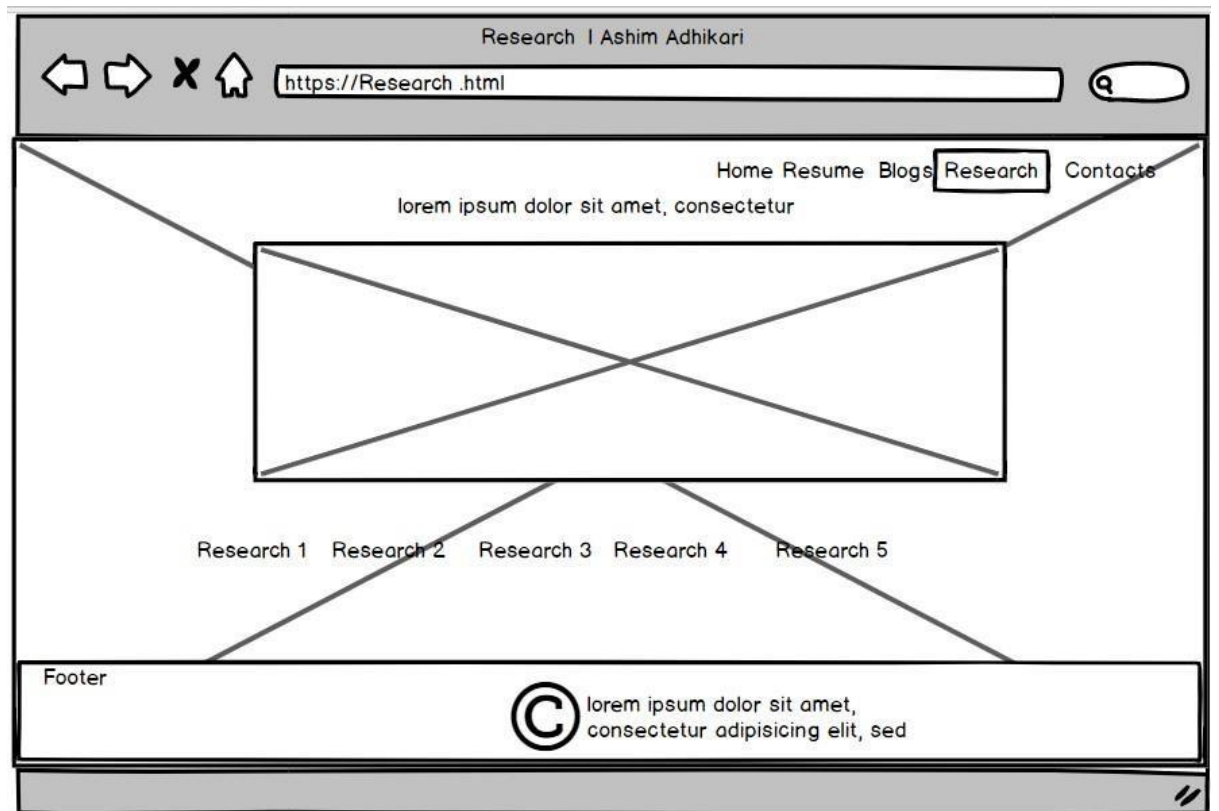 Research | Ashim Adhikari
https://Research .html
Home Resume Blogs Research Contacts
lorem ipsum dolor sit amet, consectetur
Research 1 Research 2 Research 3 Research 4 Research 5
Footer
© lorem ipsum dolor sit amet,
consectetur adipisicing elit, sed